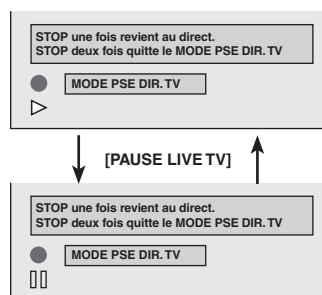 STOP une fois revient au direct.
STOP deux fois quitte le MODE PSE DIR. TV
MODE PSE DIR. TV
[PAUSE LIVE TV]
STOP une fois revient au direct.
STOP deux fois quitte le MODE PSE DIR. TV
MODE PSE DIR. TV